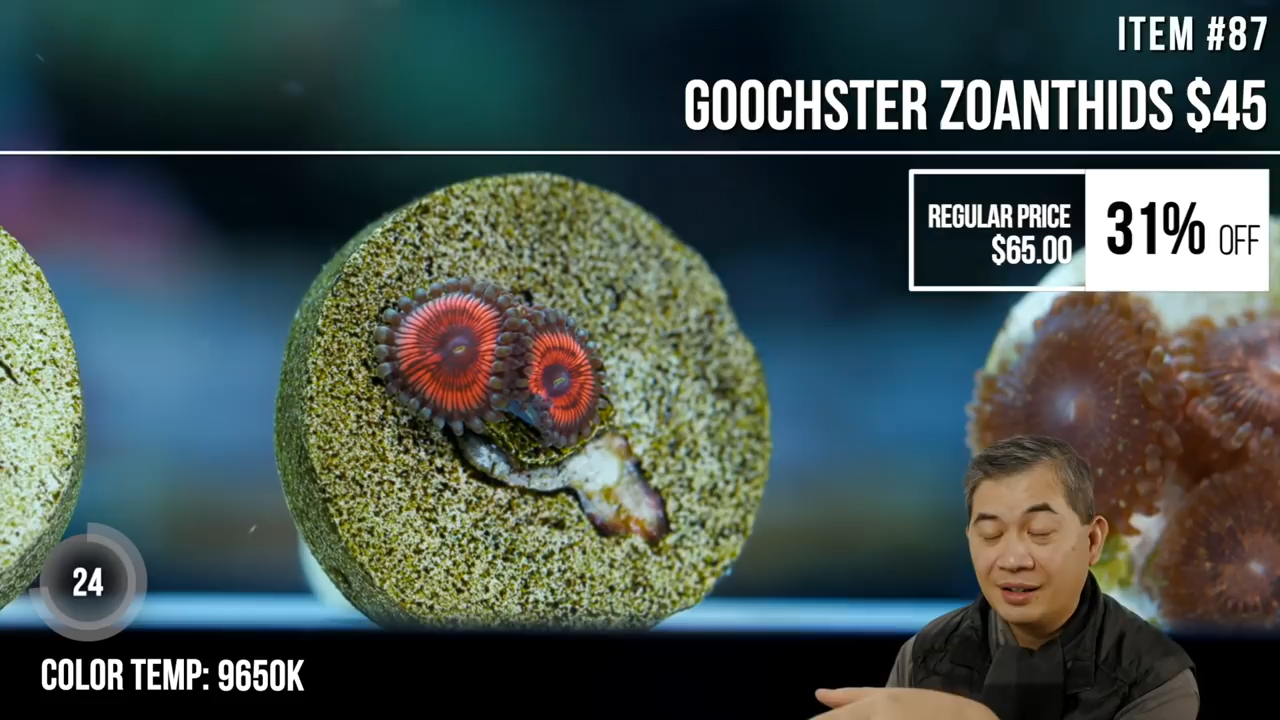 ITEM #87
GOOCHSTER ZOANTHIDS $45
REGULAR PRICE
$65.00
31% OFF
24
COLOR TEMP: 9650K